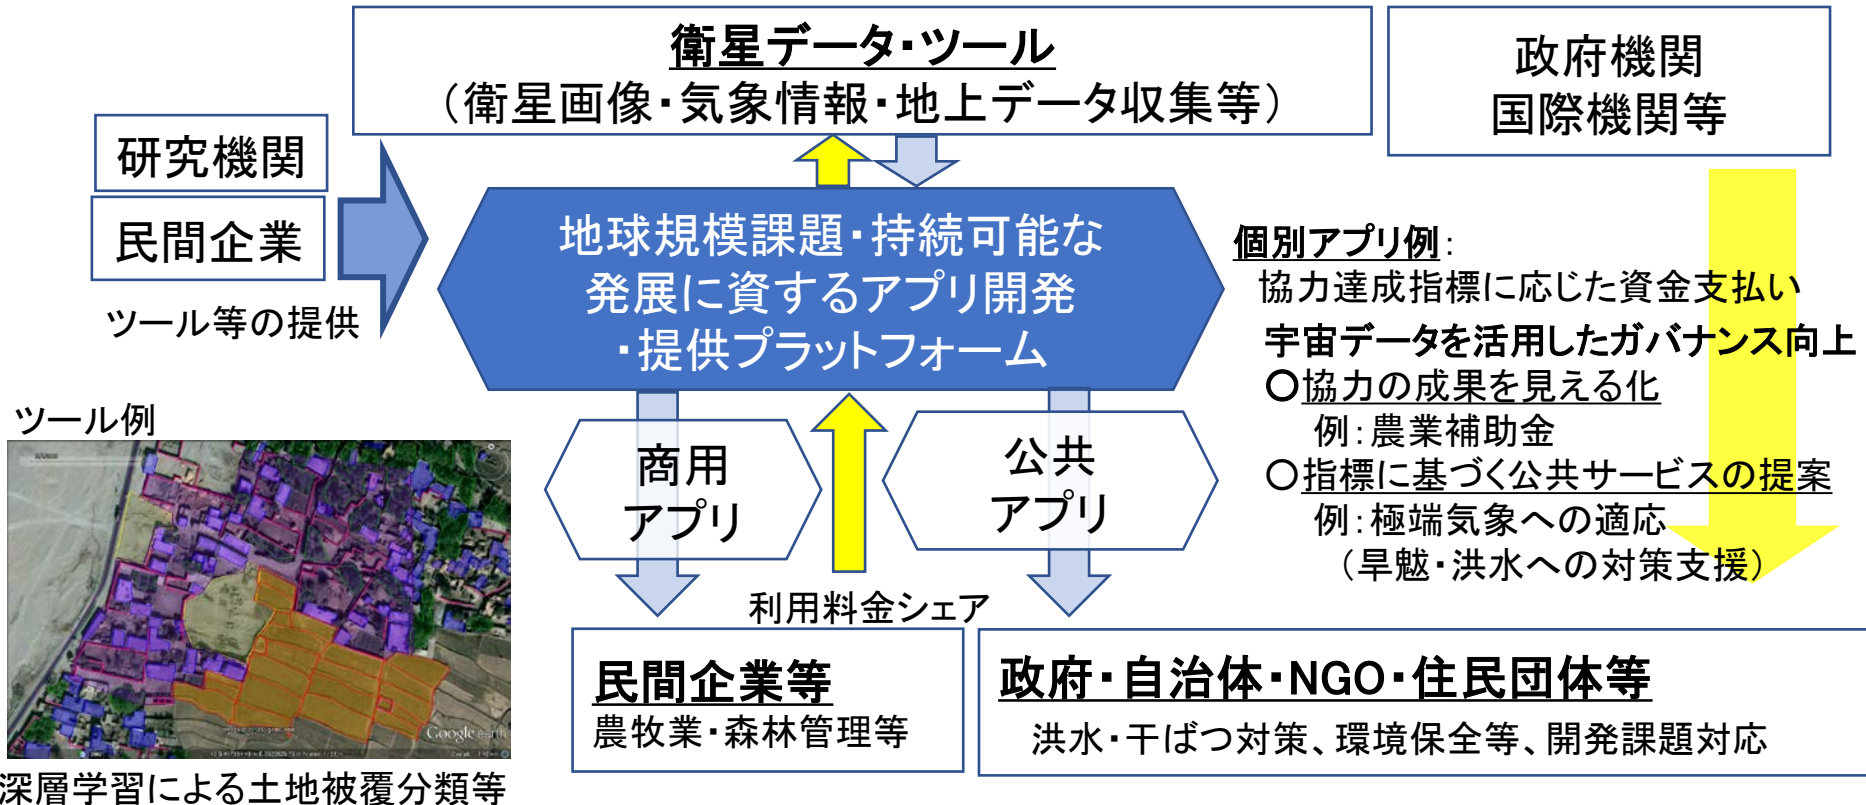 衛星データ・ツール
（衛星画像・気象情報・地上データ収集等）
政府機関
国際機関等
研究機関
民間企業
ツール等の提供
地球規模課題・持続可能な
発展に資するアプリ開発
・提供プラットフォーム
個別アプリ例：
協力達成指標に応じた資金支払い
宇宙データを活用したガバナンス向上
〇協力の成果を見える化
例：農業補助金
〇指標に基づく公共サービスの提案
例：極端気象への適応
（旱魃・洪水への対策支援）
ツール例
Google earth
深層学習による土地被覆分類等
商用
アプリ
公共
アプリ
利用料金シェア
民間企業等
農牧業・森林管理等
政府・自治体・NGO・住民団体等
洪水・干ばつ対策、環境保全等、開発課題対応